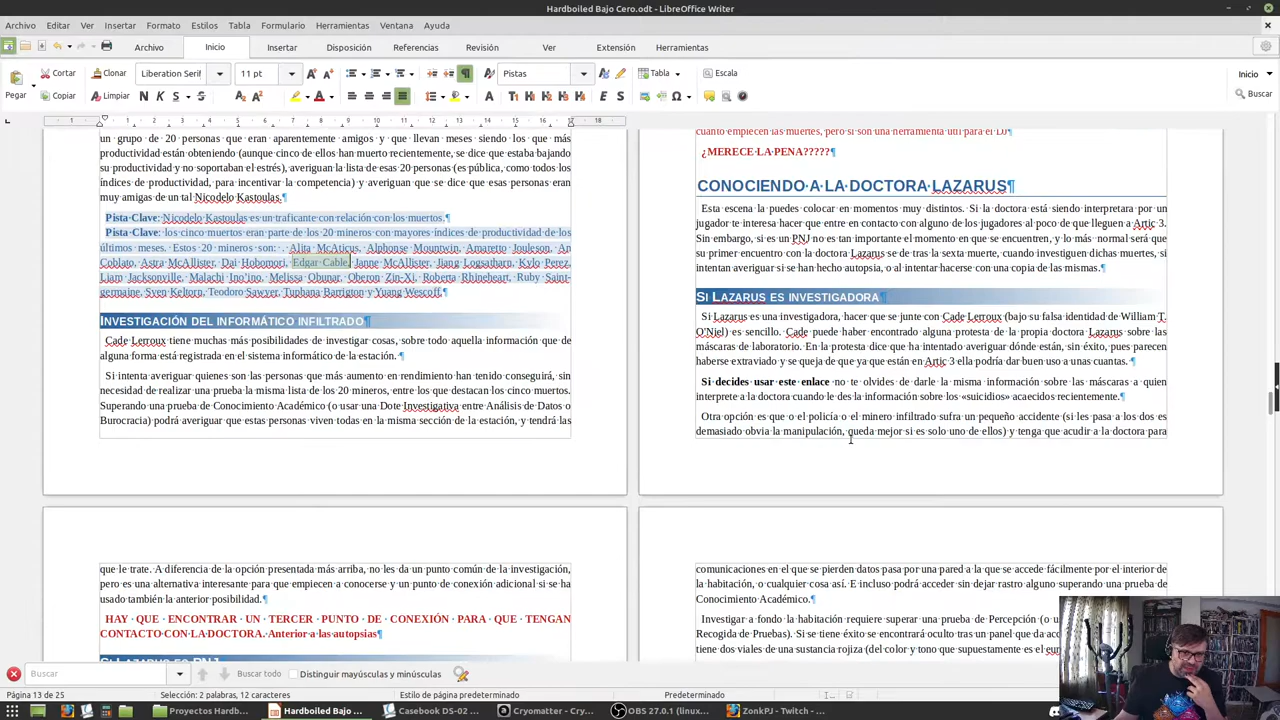 Hardboiled Bajo Cero.odt - LibreOffice Writer
Archivo Editar Ver Insertar Formato Estilos Tabla Formulario Herramientas Ventana Ayuda
Archivo Inicio Insertar Disposición Referencias Revisión Ver Extensión Herramientas
Pegar Cortar Clonar Liberation Serif 11 pt Pistas Tabla Escala Inicio
Copiar Limpiar Buscar
un grupo de 20 personas que eran aparentemente amigos y que llevan meses siendo los que más
productividad están obteniendo (aunque cinco de ellos han muerto recientemente, se dice que estaba bajando
su productividad y no soportaban el estrés), averiguan la lista de esas 20 personas (es pública, como todos los
índices de productividad, para incentivar la competencia) y averiguan que se dice que esas personas eran
muy amigas de un tal Nicodelo Kastoulas.¶
Pista Clave: Nicodelo Kastoulas es un traficante con relación con los muertos.¶
Pista Clave: los cinco muertos eran parte de los 20 mineros con mayores índices de productividad de los
últimos meses. Estos 20 mineros son: . Alita McAticus, Alphonse Mountwin, Amaretto Jouleson, An
Coblato, Astra McAllister, Dai Hobomori, Edgar Cable, Janne McAllister, Jiang Logsatharn, Kylo Perez,
Liam Jacksonville, Malachi Ino'ino, Melissa Obunar, Oberon Zin-Xi, Roberta Rhineheart, Ruby Saint-
germaine, Sven Keltorn, Teodoro Sawyer, Tuphana Barrigton y Yuang Wescoff.¶
INVESTIGACIÓN DEL INFORMÁTICO INFILTRADO¶
Cade Lerroux tiene muchas más posibilidades de investigar cosas, sobre todo aquella información que de
alguna forma está registrada en el sistema informático de la estación. ¶
Si intenta averiguar quienes son las personas que más aumento en rendimiento han tenido conseguirá, sin
necesidad de realizar una prueba la misma lista de los 20 mineros, entre los que destacan los cinco muertos.
Superando una prueba de Conocimiento Académico (o usar una Dote Investigativa entre Análisis de Datos o
Burocracia) podrá averiguar que estas personas viven todas en la misma sección de la estación, y tendrá las
cuanto empiecen las muertes, pero si son una herramienta útil para el DJ¶
¿MERECE LA PENA?????¶
CONOCIENDO A LA DOCTORA LAZARUS¶
Esta escena la puedes colocar en momentos muy distintos. Si la doctora está siendo interpretara por un
jugador te interesa hacer que entre en contacto con alguno de los jugadores al poco de que lleguen a Artic 3.
Sin embargo, si es un PNJ no es tan importante el momento en que se encuentren, y lo más normal será que
su primer encuentro con la doctora Lazarus se de tras la sexta muerte, cuando investiguen dichas muertes, si
intentan averiguar si se han hecho autopsia, o al intentar hacerse con una copia de las mismas.¶
SI LAZARUS ES INVESTIGADORA¶
Si Lazarus es una investigadora, hacer que se junte con Cade Lerroux (bajo su falsa identidad de William T.
O'Niel) es sencillo. Cade puede haber encontrado alguna protesta de la propia doctora Lazarus sobre las
máscaras de laboratorio. En la protesta dice que ha intentado averiguar dónde están, sin éxito, pues parecen
haberse extraviado y se queja de que ya que están en Artic 3 ella podría dar buen uso a unas cuantas. ¶
Si decides usar este enlace no te olvides de darle la misma información sobre las máscaras a quien
interprete a la doctora cuando le des la información sobre los «suicidios» acaecidos recientemente.¶
Otra opción es que o el policía o el minero infiltrado sufra un pequeño accidente (si les pasa a los dos es
demasiado obvia la manipulación, queda mejor si es solo uno de ellos) y tenga que acudir a la doctora para
que le trate. A diferencia de la opción presentada más arriba, no les da un punto común de la investigación,
pero es una alternativa interesante para que empiecen a conocerse y un punto de conexión adicional si se ha
usado también la anterior posibilidad.¶
HAY QUE ENCONTRAR UN TERCER PUNTO DE CONEXIÓN PARA QUE TENGAN
CONTACTO CON LA DOCTORA. Anterior a las autopsias¶
SI LAZARUS ES PNJ
comunicaciones en el que se pierden datos pasa por una pared a la que se accede fácilmente por el interior de
la habitación, o cualquier cosa así. E incluso podrá acceder sin dejar rastro alguno superando una prueba de
Conocimiento Académico.¶
Investigar a fondo la habitación requiere superar una prueba de Percepción (o u
Recogida de Pruebas). Si se tiene éxito se encontrará oculto tras un panel que da acc
tiene dos viales de una sustancia rojiza (del color y tono que supuestamente es el eu
Buscar Buscar todo Distinguir mayúsculas y minúsculas
Página 13 de 25 Selección: 2 palabras, 12 caracteres Estilo de página predeterminado Predeterminado
Proyectos Hardb... Hardboiled Bajo ... Casebook DS-02 ... Cryomatter - Cry... OBS 27.0.1 (linux... ZonkPJ - Twitch - ...